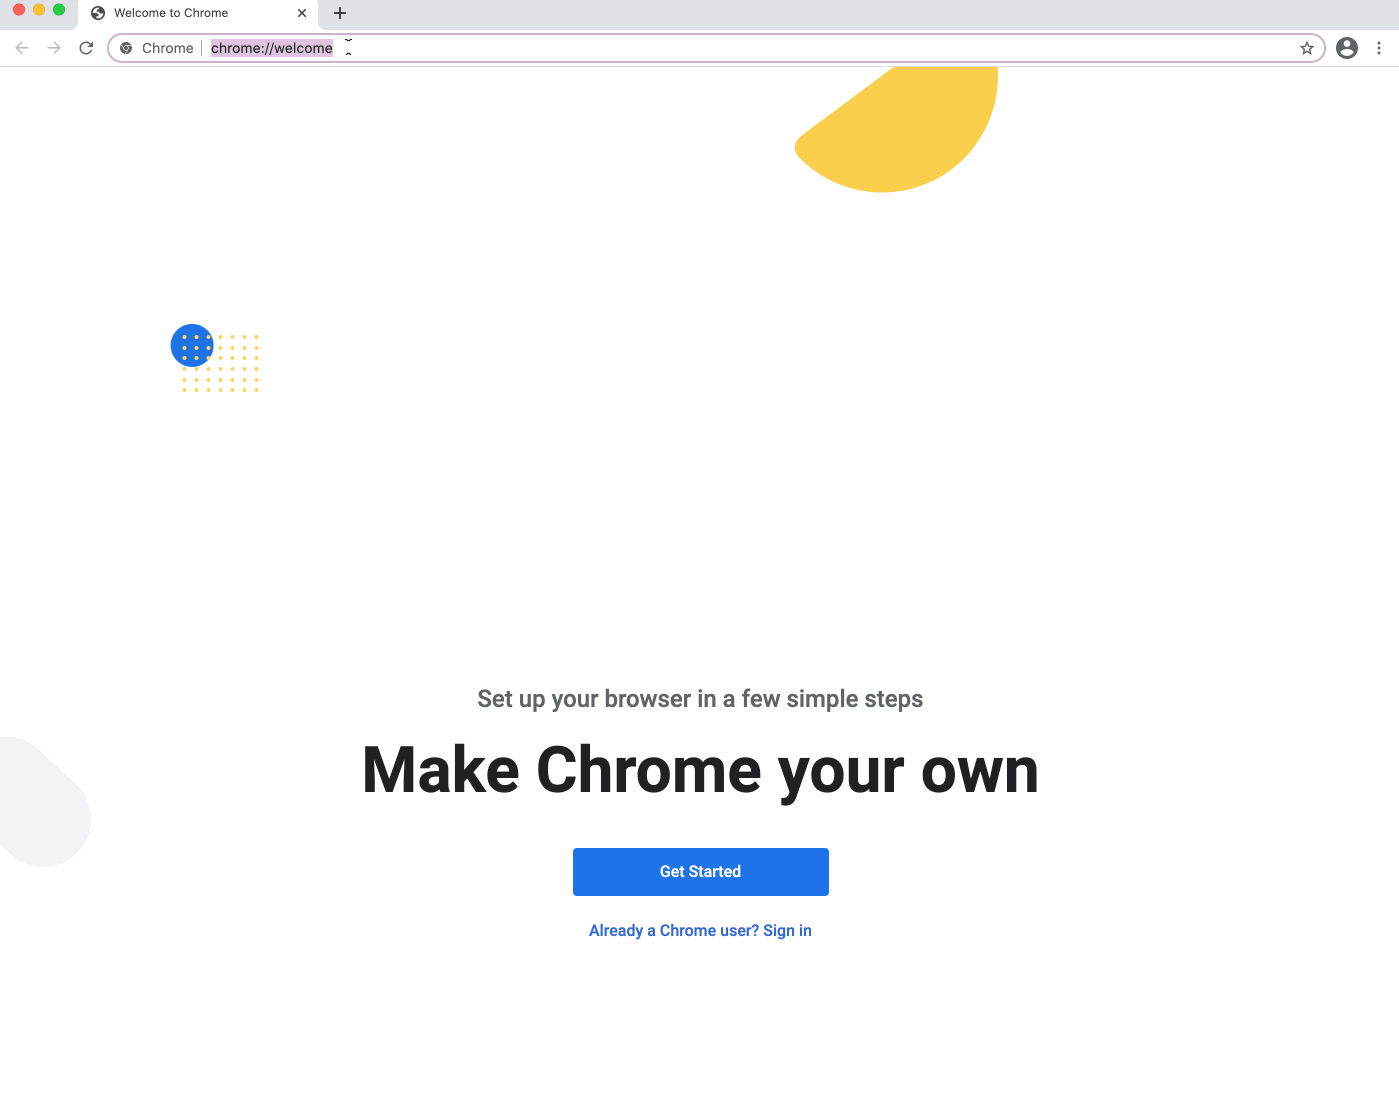 Welcome to Chrome
Chrome
chrome://welcome
Set up your browser in a few simple steps
Make Chrome your own
Get Started
Already a Chrome user? Sign in